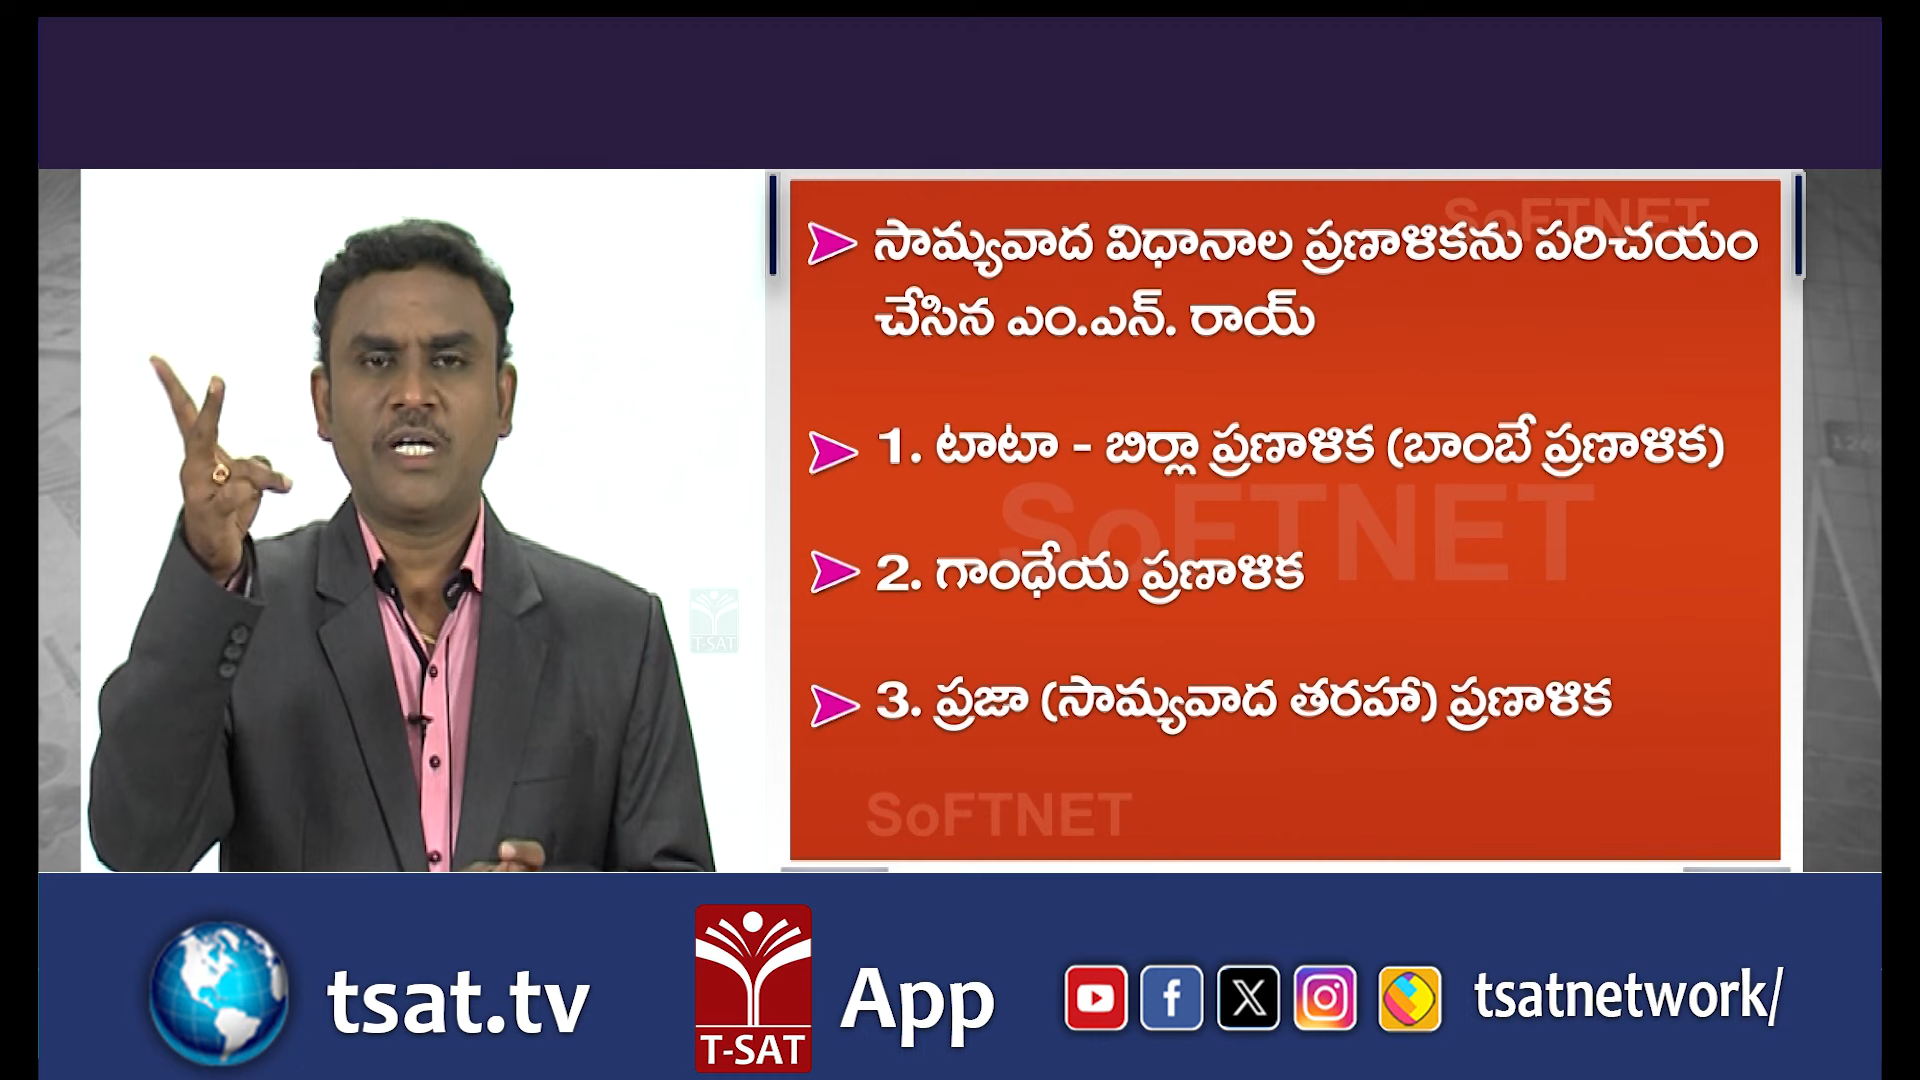 SoFTNET
సామ్యవాద విధానాల ప్రణాళికను పరిచయం
చేసిన ఎం.ఎన్. రాయ్
1. టాటా - బిర్లా ప్రణాళిక (బాంబే ప్రణాళిక)
SoFTNET
2. గాంధేయ ప్రణాళిక
T-SAT
3. ప్రజా (సామ్యవాద తరహా) ప్రణాళిక
SoFTNET
tsat.tv
T-SAT
App
tsatnetwork/